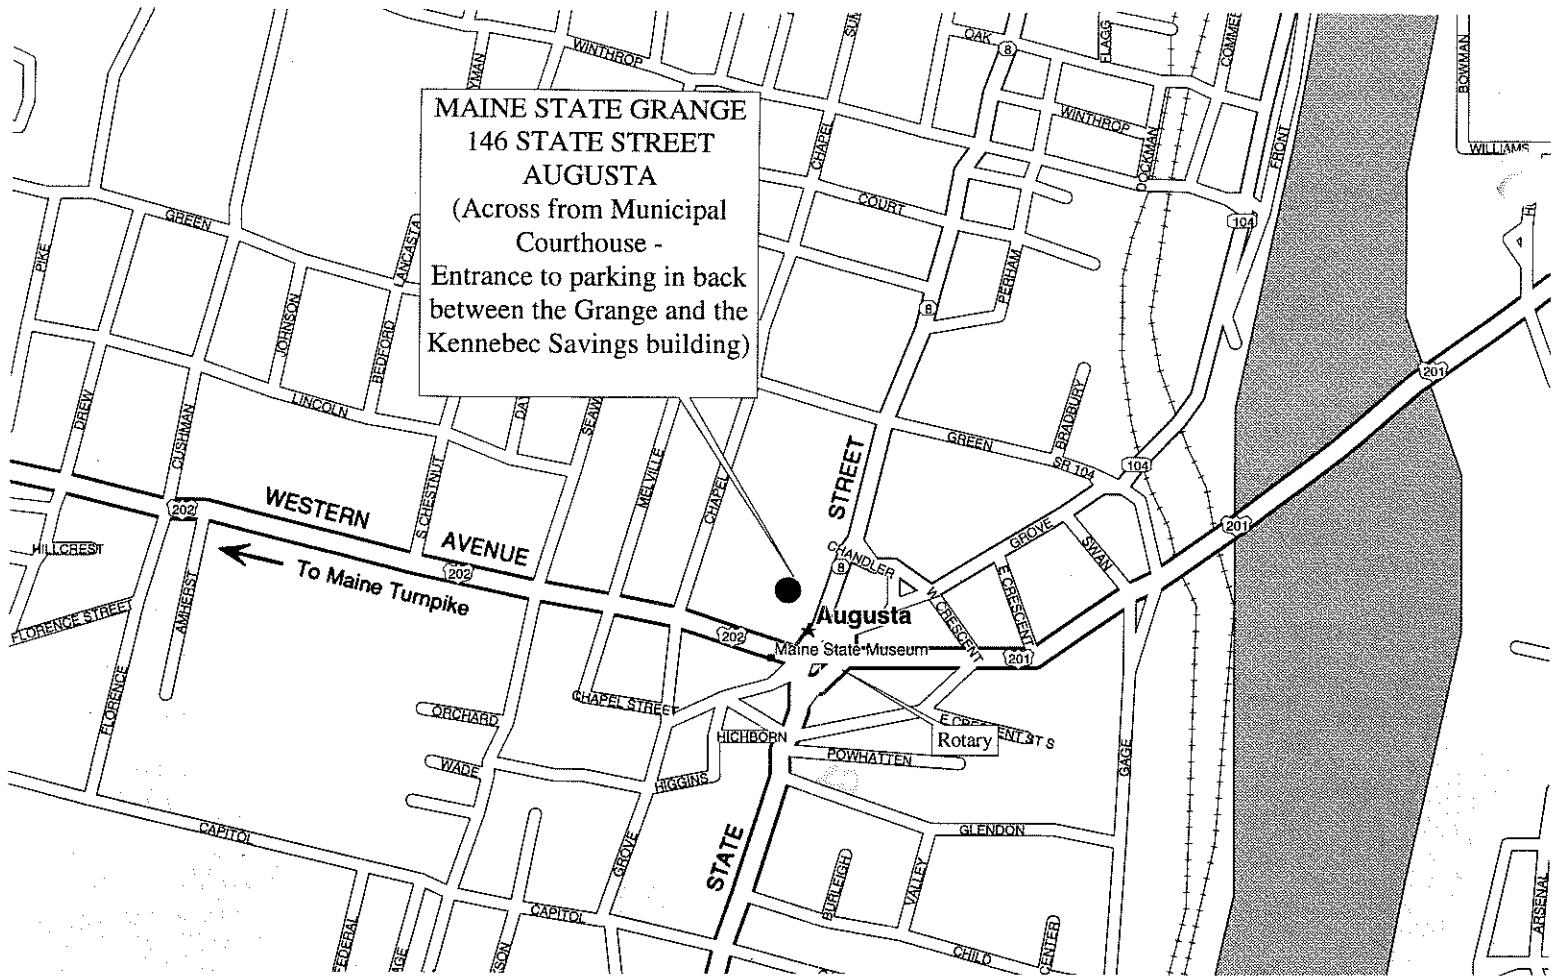 MAINE STATE GRANGE
146 STATE STREET
AUGUSTA
(Across from Municipal
Courthouse -
Entrance to parking in back
between the Grange and the
Kennebec Savings building)
WINTHROP
OAK
8
FLAGG
BOWMAN
WILLIAMS
WINTHROP
CHAPEL
FRONT
GREEN
PIKE
COURT
104
PERHAM
JOHNSON
BEDFORD
8
201
LINCOLN
DREW
CUSHMAN
BRADBURY
GREEN
SR 104
104
STREET
MELVILLE
CHAPEL
S CHESTNUT
202
WESTERN
AVENUE
202
To Maine Turnpike
HILLCREST
AMHERST
FLORENCE STREET
FLORENCE
CHANDLER
8
GROVE
SWAN
201
E CRESCENT
W CRESCENT
Augusta
202
Maine State Museum
201
CHAPEL STREET
ORCHARD
HICHBORN
Rotary
E CRESCENT ST S
POWHATTEN
GAGE
WADE
HIGGINS
GLENDON
CAPITOL
GROVE
STATE
BURLEIGH
VALLEY
CAPITOL
CHILD
CENTER
ARSENAL